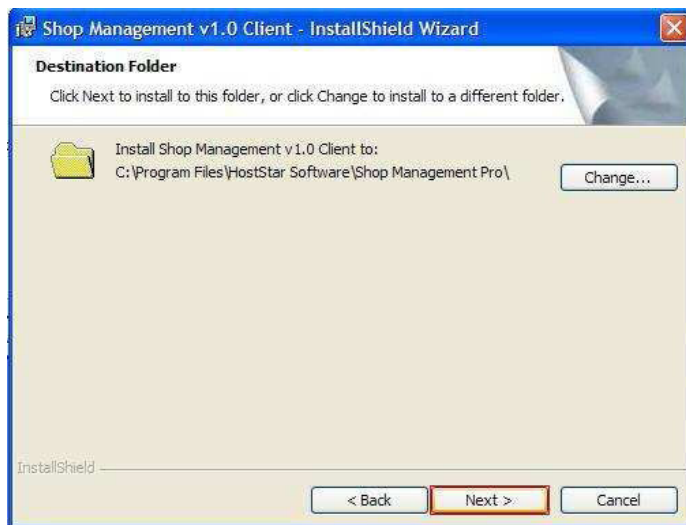 Shop Management v1.0 Client - InstallShield Wizard
Destination Folder
Click Next to install to this folder, or click Change to install to a different folder.
Install Shop Management v1.0 Client to:
C:\Program Files\HostStar Software\Shop Management Pro\
Change...
InstallShield
< Back
Next >
Cancel